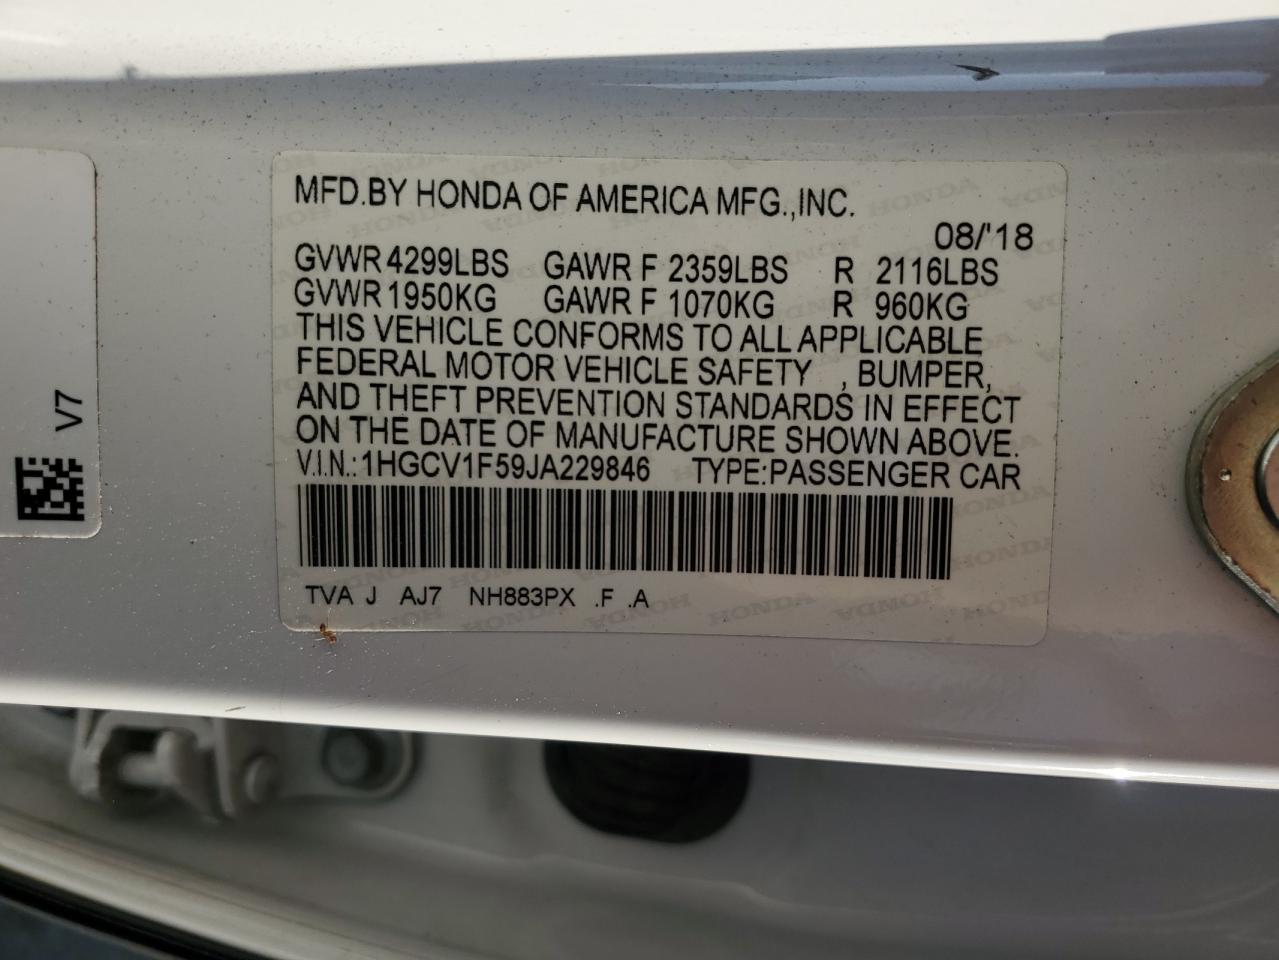 MFD.BY HONDA OF AMERICA MFG.,INC.
08/'18
GVWR 4299LBS GAWR F 2359LBS R 2116LBS
GVWR 1950KG GAWR F 1070KG R 960KG
THIS VEHICLE CONFORMS TO ALL APPLICABLE
FEDERAL MOTOR VEHICLE SAFETY , BUMPER,
AND THEFT PREVENTION STANDARDS IN EFFECT
ON THE DATE OF MANUFACTURE SHOWN ABOVE.
V.I.N.:1HGCV1F59JA229846 TYPE:PASSENGER CAR
TVA J AJ7 NH883PX .F .A
V7